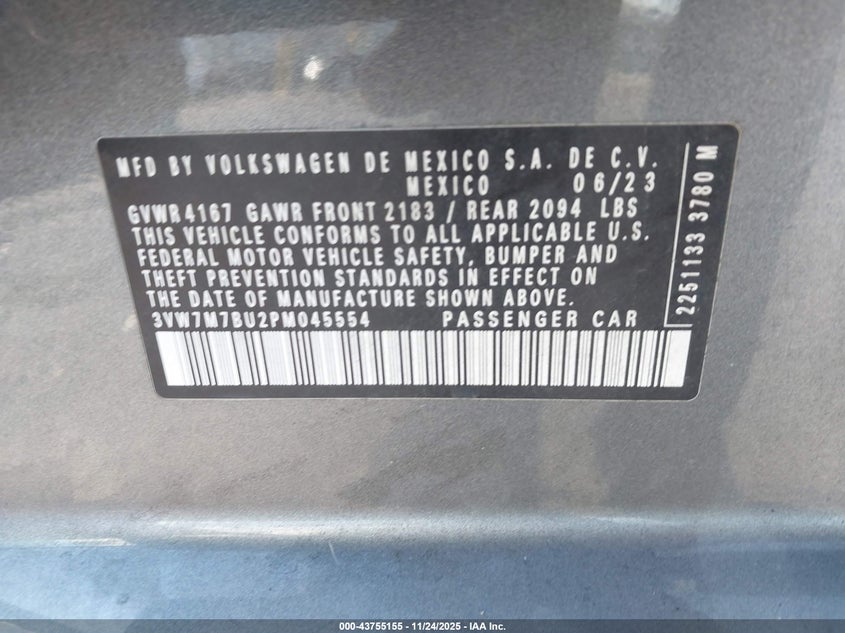 MFD BY VOLKSWAGEN DE MEXICO S.A. DE C.V.
MEXICO 06/23
GVWR 4167 GAWR FRONT 2183 / REAR 2094 LBS
THIS VEHICLE CONFORMS TO ALL APPLICABLE U.S.
FEDERAL MOTOR VEHICLE SAFETY, BUMPER AND
THEFT PREVENTION STANDARDS IN EFFECT ON
THE DATE OF MANUFACTURE SHOWN ABOVE.
3VW7M7BU2PM045554 PASSENGER CAR
2251133 3780 M
000-43755155 | 11/24/2025 | IAA Inc.